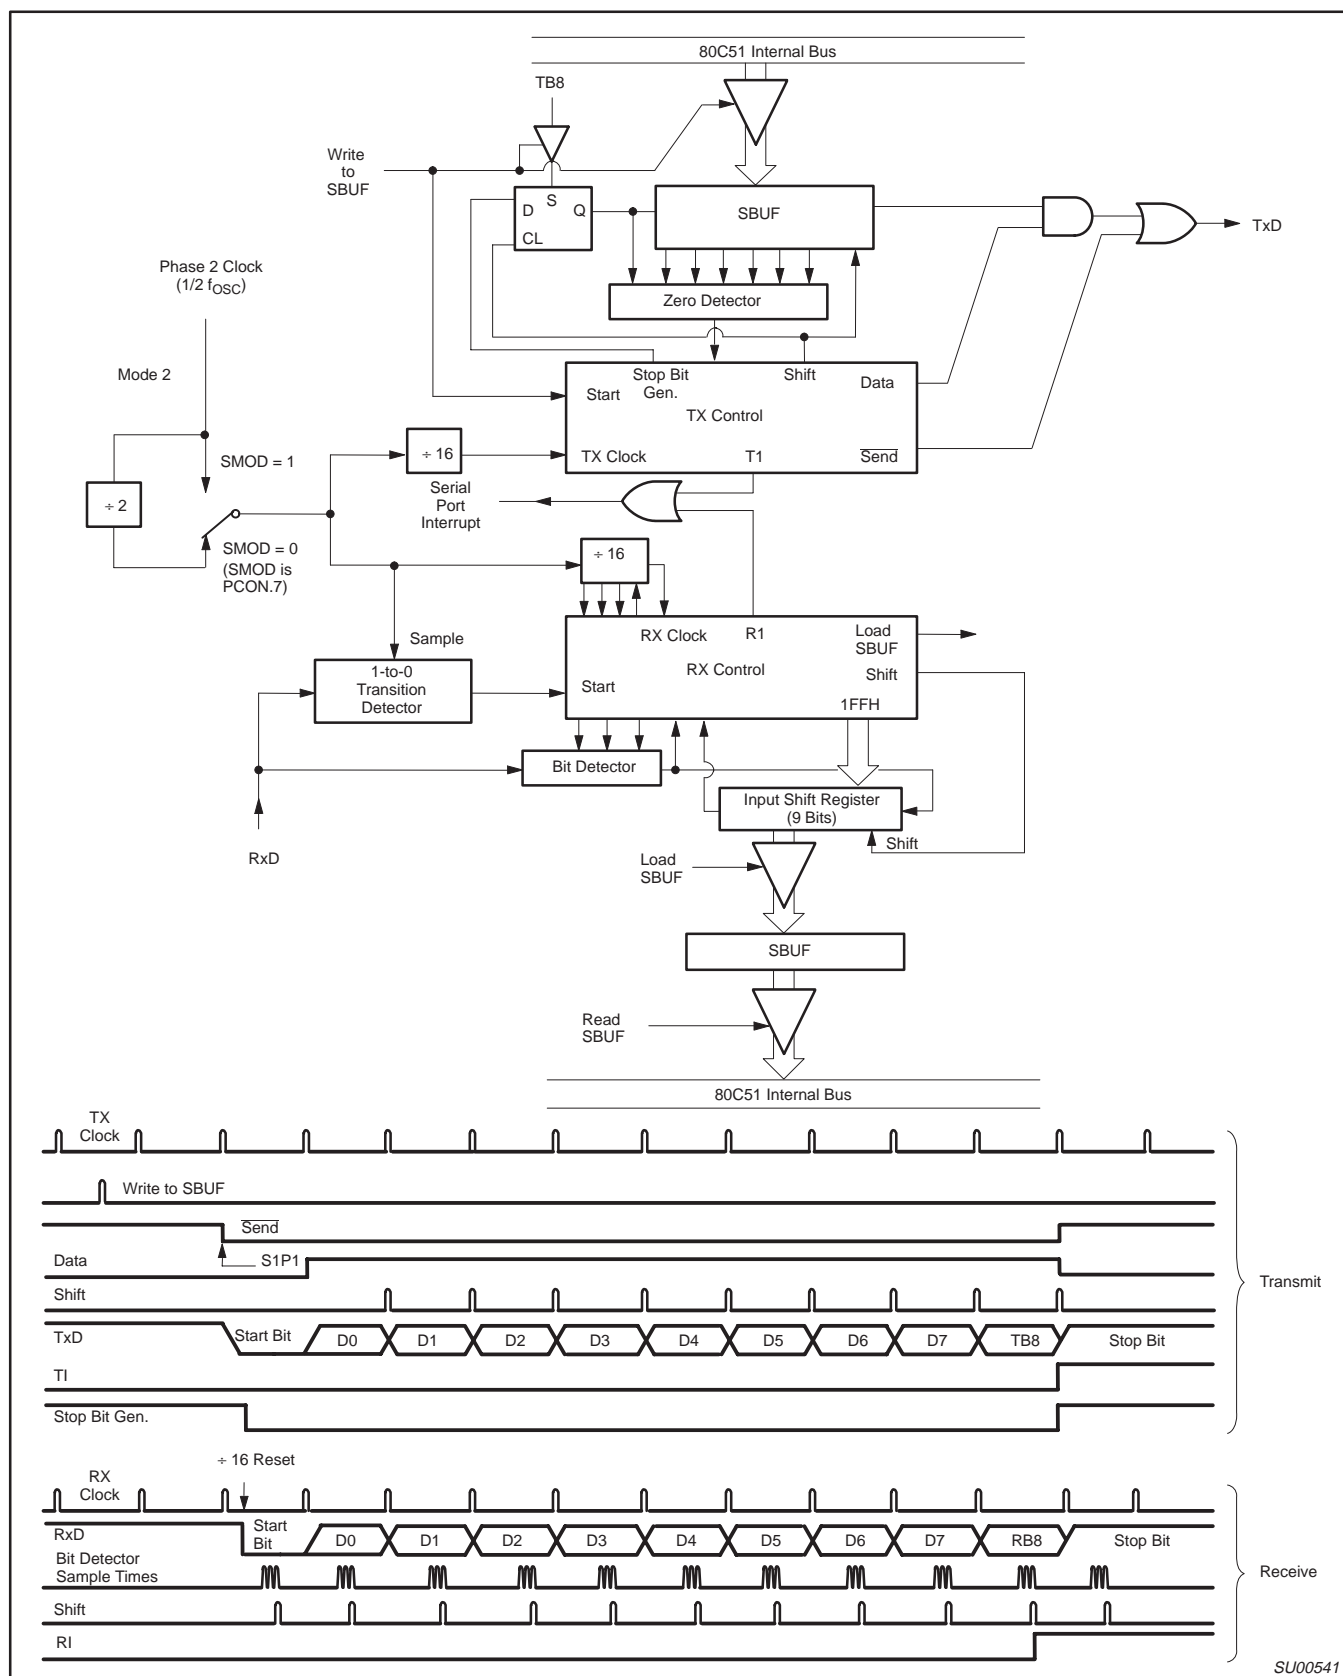 80C51 Internal Bus
TB8
Write
to
SBUF
S
D
Q
CL
SBUF
TxD
Phase 2 Clock
(1/2 fOSC)
Zero Detector
Mode 2
Stop Bit
Gen.
Shift
Data
Start
TX Control
SMOD = 1
÷ 16
TX Clock
T1
Send
÷ 2
Serial
Port
Interrupt
SMOD = 0
(SMOD is
PCON.7)
÷ 16
Sample
RX Clock
R1
Load
SBUF
RX Control
1-to-0
Transition
Detector
Start
Shift
1FFH
Bit Detector
Input Shift Register
(9 Bits)
RxD
Shift
Load
SBUF
SBUF
Read
SBUF
80C51 Internal Bus
TX
Clock
Write to SBUF
Send
Data
S1P1
Transmit
Shift
TxD
Start Bit
D0
D1
D2
D3
D4
D5
D6
D7
TB8
Stop Bit
TI
Stop Bit Gen.
÷ 16 Reset
RX
Clock
RxD
Start
Bit
D0
D1
D2
D3
D4
D5
D6
D7
RB8
Stop Bit
Bit Detector
Sample Times
Receive
Shift
RI
SU00541